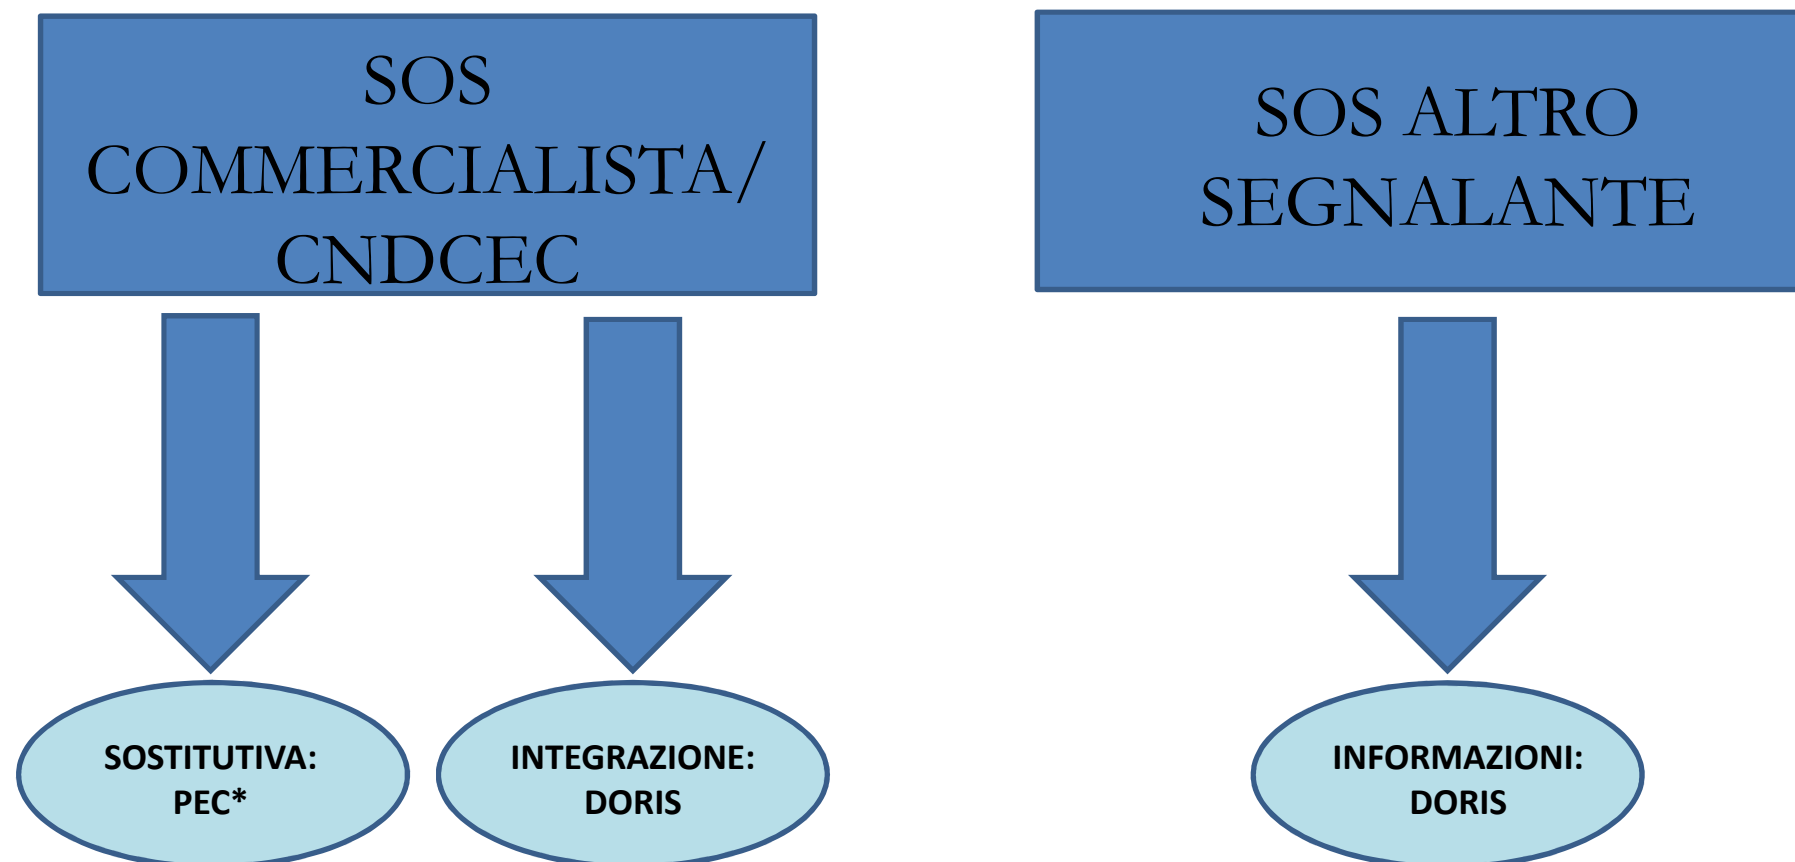 SOS
COMMERCIALISTA/
CNDCEC
SOS ALTRO
SEGNALANTE
SOSTITUTIVA:
PEC*
INTEGRAZIONE:
DORIS
INFORMAZIONI:
DORIS